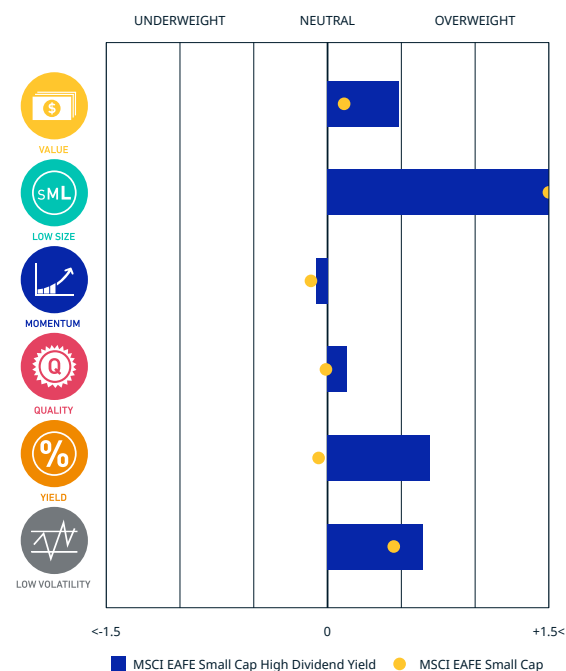 UNDERWEIGHT NEUTRAL OVERWEIGHT
$
VALUE
SML
LOW SIZE
MOMENTUM
Q
QUALITY
%
YIELD
LOW VOLATILITY
<-1.5 0 +1.5<
MSCI EAFE Small Cap High Dividend Yield MSCI EAFE Small Cap